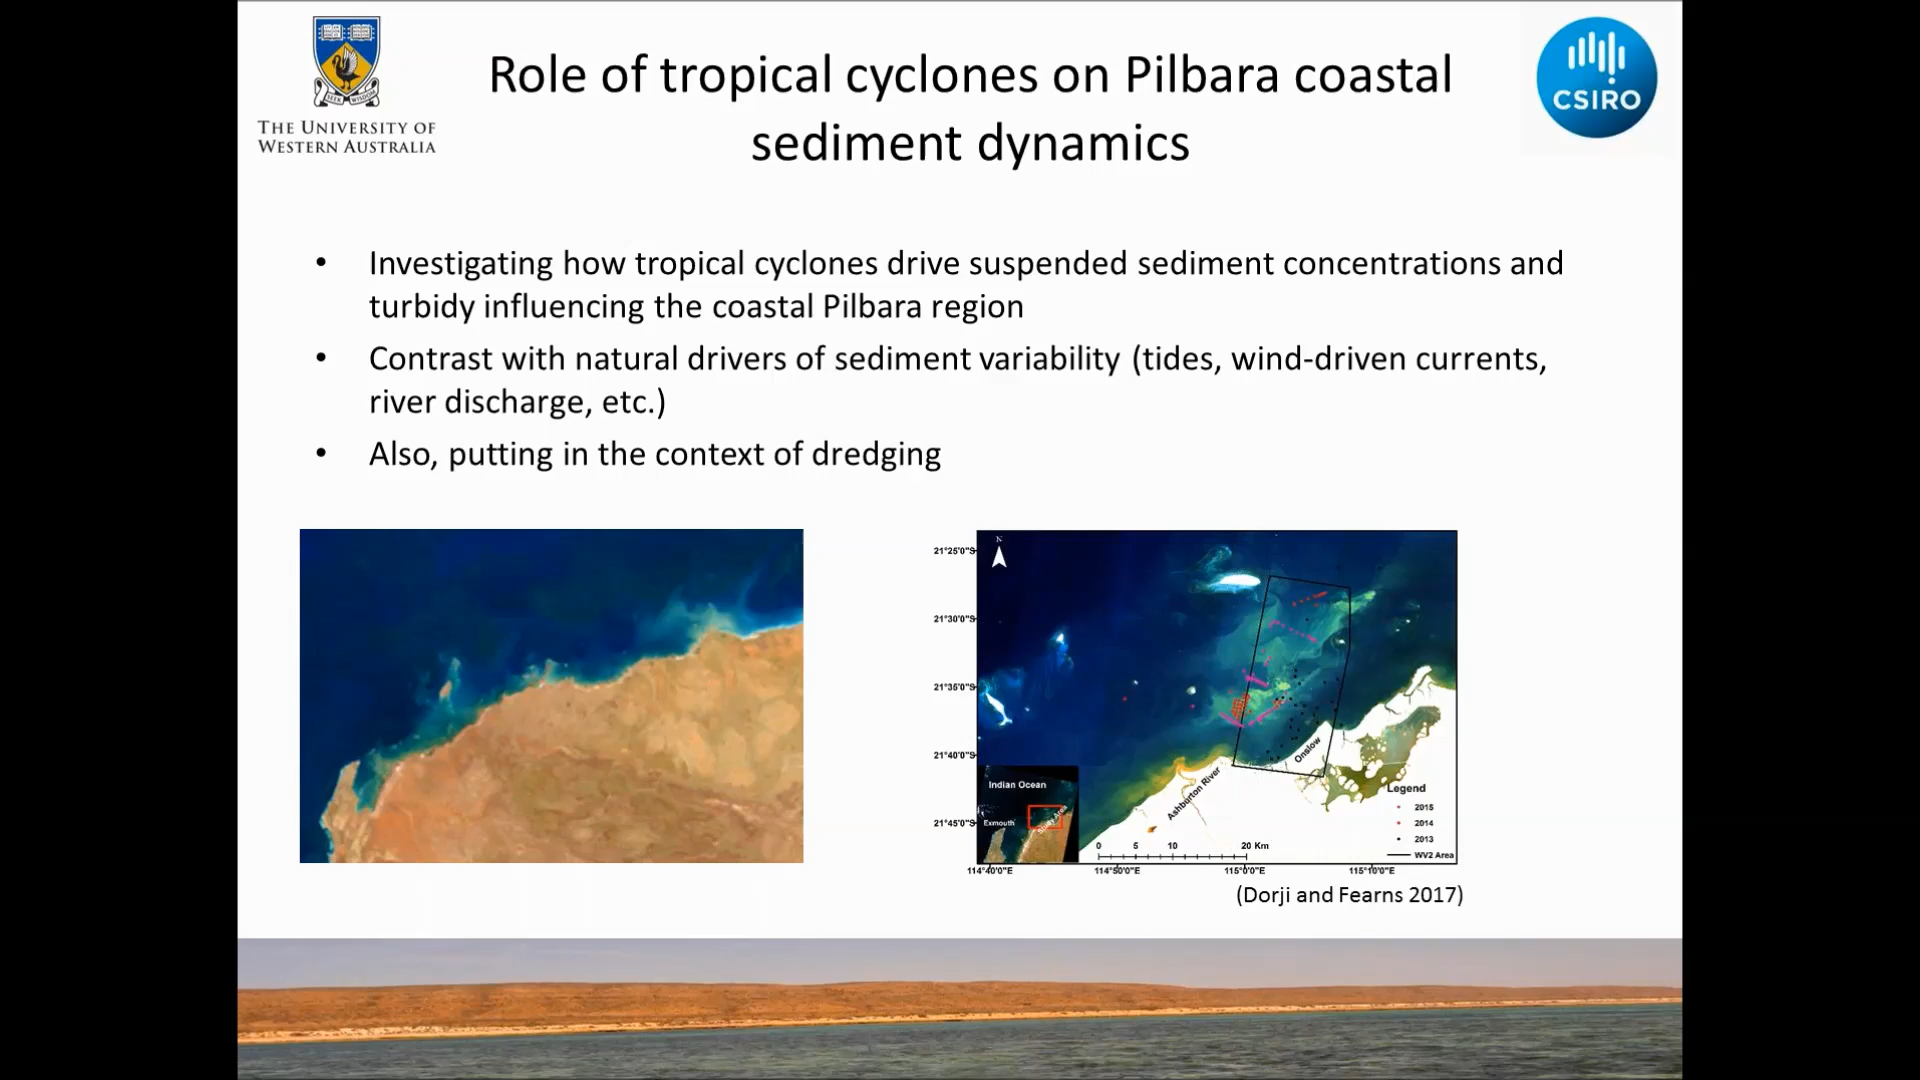 THE UNIVERSITY OF
WESTERN AUSTRALIA
SEEK WISDOM
Role of tropical cyclones on Pilbara coastal
sediment dynamics
CSIRO
• Investigating how tropical cyclones drive suspended sediment concentrations and
turbidy influencing the coastal Pilbara region
• Contrast with natural drivers of sediment variability (tides, wind-driven currents,
river discharge, etc.)
• Also, putting in the context of dredging
N
21°25'0"S
21°30'0"S
21°35'0"S
21°40'0"S
21°45'0"S
Onslow
Ashburton River
Indian Ocean
Exmouth
Study Area
Legend
2015
2014
2013
WV2 Area
0 5 10 20 Km
114°40'0"E 114°50'0"E 115°0'0"E 115°10'0"E
(Dorji and Fearns 2017)